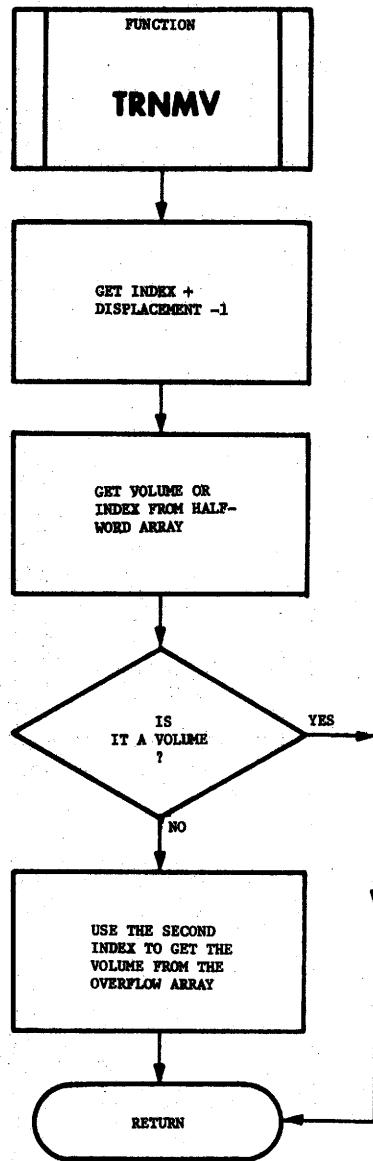 FUNCTION
TRNMV
GET INDEX +
DISPLACEMENT -1
GET VOLUME OR
INDEX FROM HALF-
WORD ARRAY
IS
IT A VOLUME
?
YES
NO
USE THE SECOND
INDEX TO GET THE
VOLUME FROM THE
OVERFLOW ARRAY
RETURN